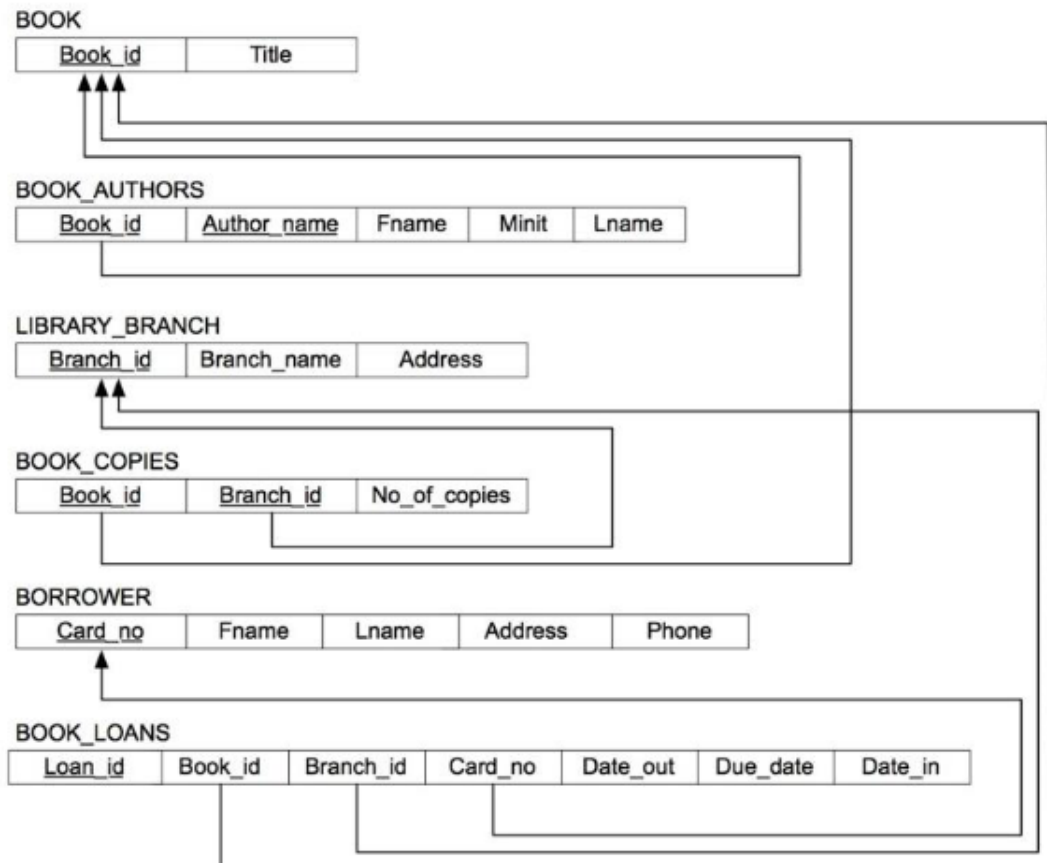 BOOK
Book_id Title
BOOK_AUTHORS
Book_id Author_name Fname Minit Lname
LIBRARY_BRANCH
Branch_id Branch_name Address
BOOK_COPIES
Book_id Branch_id No_of_copies
BORROWER
Card_no Fname Lname Address Phone
BOOK_LOANS
Loan_id Book_id Branch_id Card_no Date_out Due_date Date_in